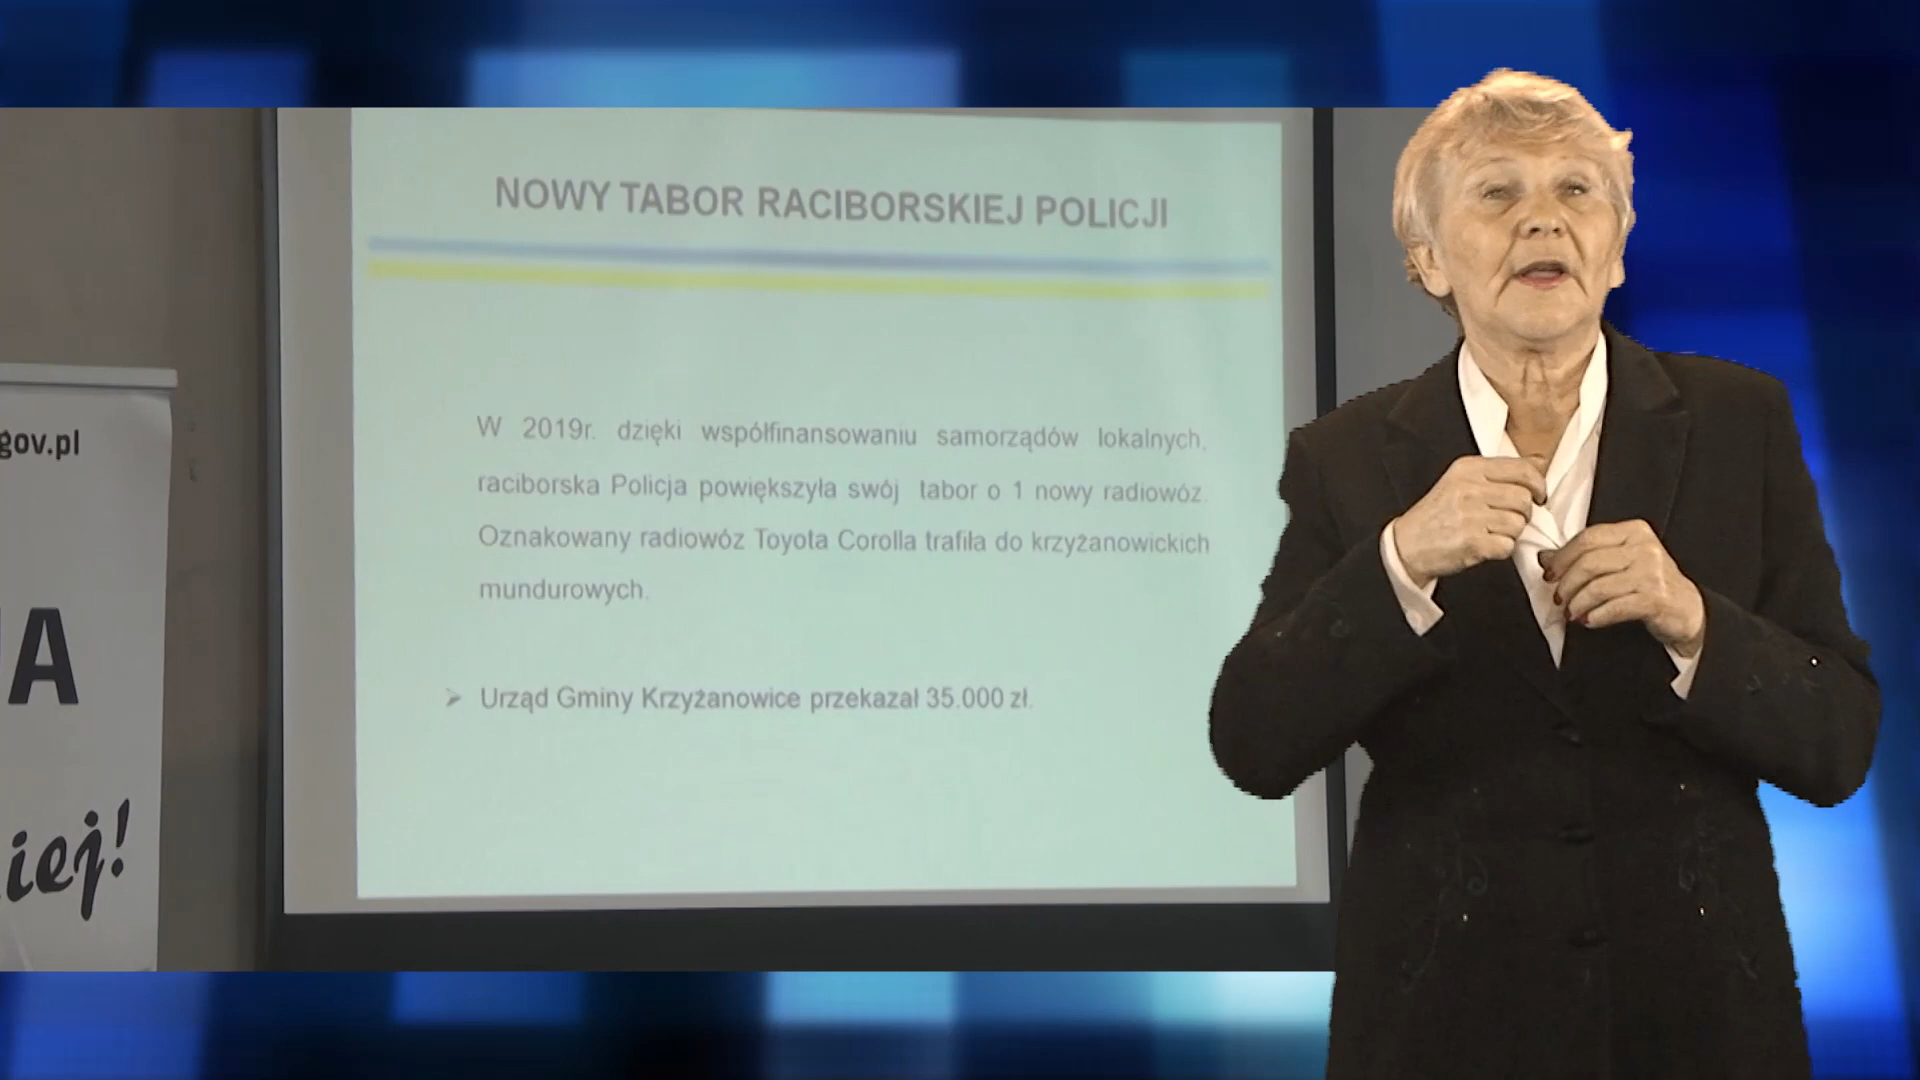 NOWY TABOR RACIBORSKIEJ POLICJI
W 2019r. dzięki współfinansowaniu samorządów lokalnych,
raciborska Policja powiększyła swój tabor o 1 nowy radiowóz.
Oznakowany radiowóz Toyota Corolla trafiła do krzyżanowickich
mundurowych.
➢ Urząd Gminy Krzyżanowice przekazał 35.000 zł.
gov.pl
A
iej!